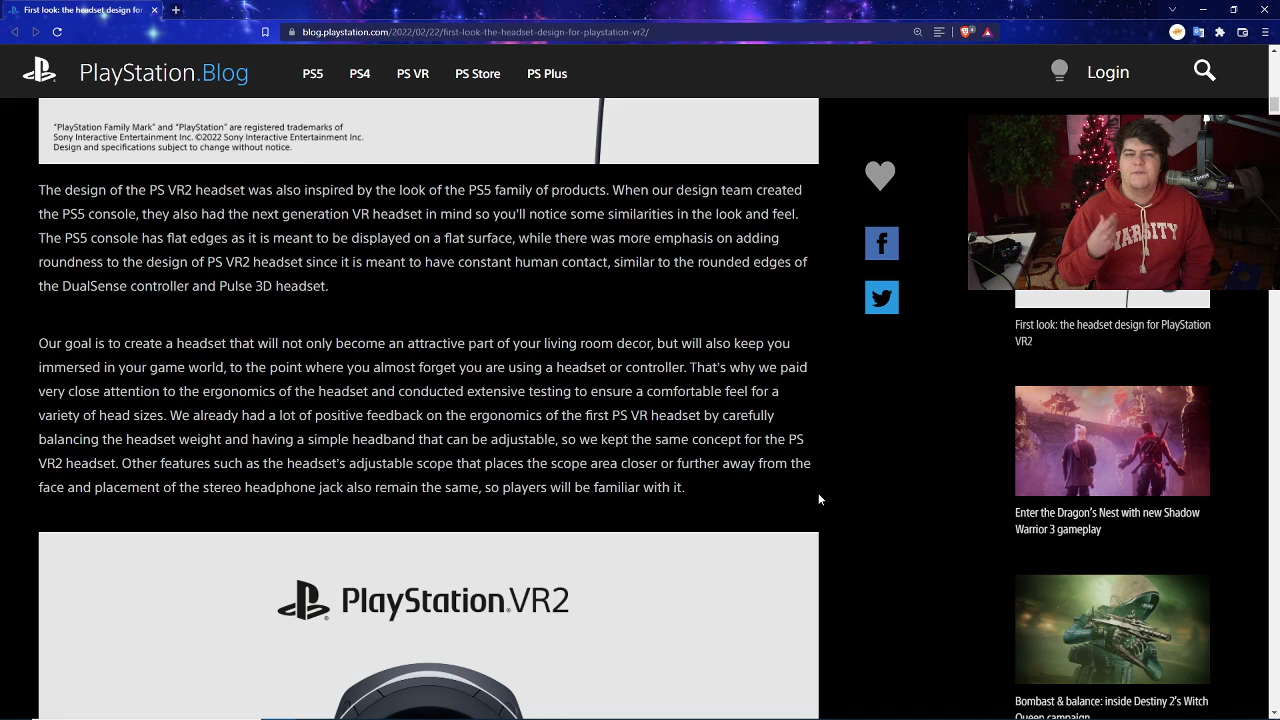 First look: the headset design for
blog.playstation.com/2022/02/22/first-look-the-headset-design-for-playstation-vr2/
PlayStation.Blog
PS5
PS4
PS VR
PS Store
PS Plus
Login
"PlayStation Family Mark" and "PlayStation" are registered trademarks of
Sony Interactive Entertainment Inc. ©2022 Sony Interactive Entertainment Inc.
Design and specifications subject to change without notice.
The design of the PS VR2 headset was also inspired by the look of the PS5 family of products. When our design team created
the PS5 console, they also had the next generation VR headset in mind so you'll notice some similarities in the look and feel.
The PS5 console has flat edges as it is meant to be displayed on a flat surface, while there was more emphasis on adding
roundness to the design of PS VR2 headset since it is meant to have constant human contact, similar to the rounded edges of
the DualSense controller and Pulse 3D headset.
Our goal is to create a headset that will not only become an attractive part of your living room decor, but will also keep you
immersed in your game world, to the point where you almost forget you are using a headset or controller. That's why we paid
very close attention to the ergonomics of the headset and conducted extensive testing to ensure a comfortable feel for a
variety of head sizes. We already had a lot of positive feedback on the ergonomics of the first PS VR headset by carefully
balancing the headset weight and having a simple headband that can be adjustable, so we kept the same concept for the PS
VR2 headset. Other features such as the headset's adjustable scope that places the scope area closer or further away from the
face and placement of the stereo headphone jack also remain the same, so players will be familiar with it.
PlayStation®VR2
VARSITY
First look: the headset design for PlayStation
VR2
Enter the Dragon's Nest with new Shadow
Warrior 3 gameplay
Bombast & balance: inside Destiny 2's Witch
Queen campaign